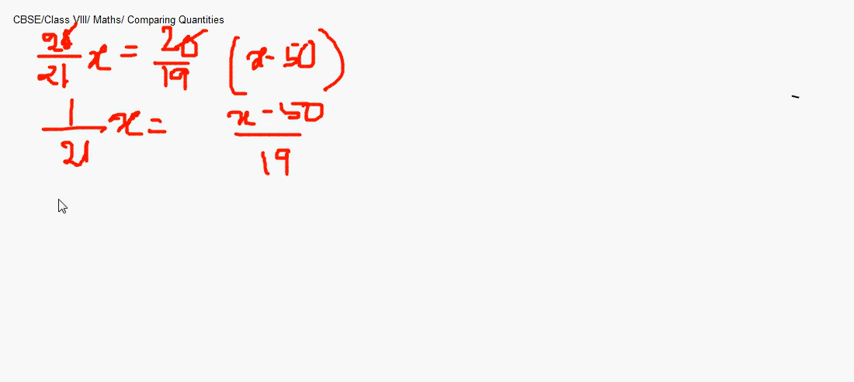 CBSE/Class VIII/ Maths/ Comparing Quantities
20/21 x = 20/19 (x-50)
1/21 x = x-50/19